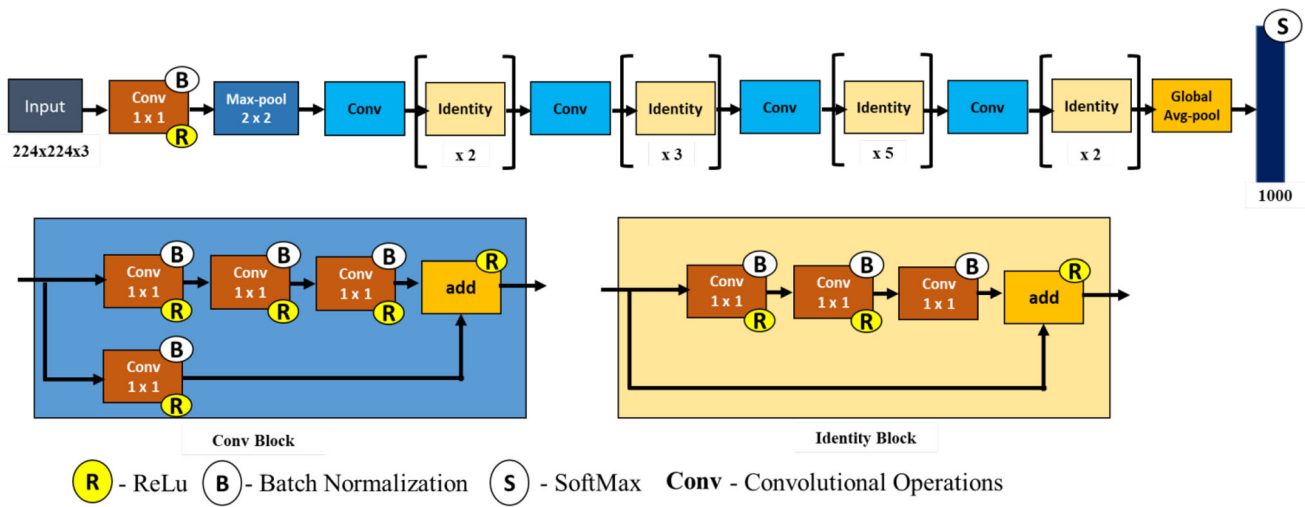 S
B
Input
Conv
1 x 1
Max-pool
2 x 2
Conv
Identity
Conv
Identity
Conv
Identity
Conv
Identity
Global
Avg-pool
R
224x224x3
x 2
x 3
x 5
x 2
1000
B
B
B
R
Conv
1 x 1
Conv
1 x 1
Conv
1 x 1
add
R
R
R
B
Conv
1 x 1
R
Conv Block
B
B
B
R
Conv
1 x 1
Conv
1 x 1
Conv
1 x 1
add
R
R
Identity Block
R - ReLu B - Batch Normalization S - SoftMax Conv - Convolutional Operations